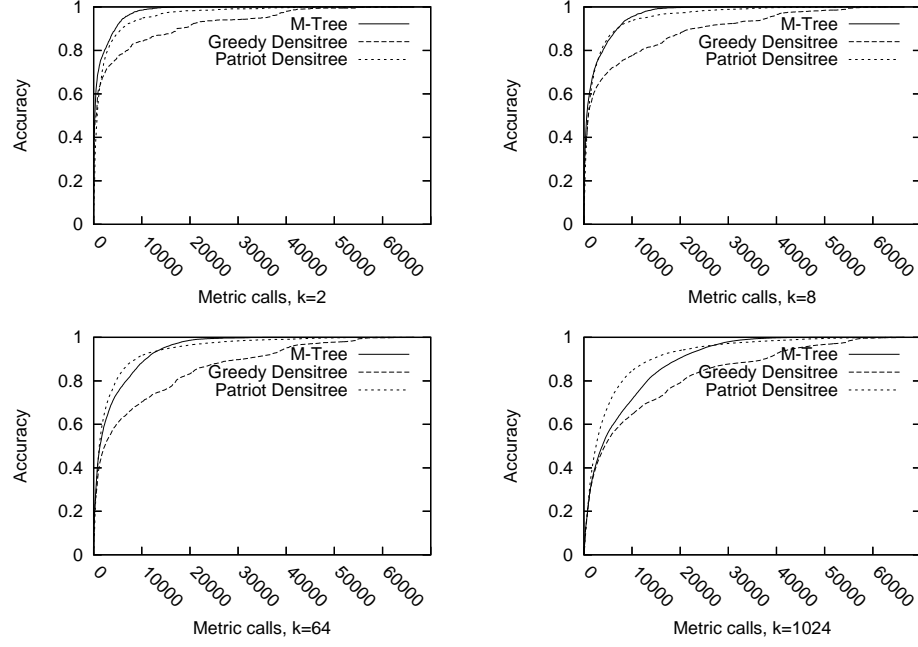 1
0.8
0.6
0.4
0.2
0
Accuracy
M-Tree
Greedy Densitree
Patriot Densitree
0
10000
20000
30000
40000
50000
60000
Metric calls, k=2
1
0.8
0.6
0.4
0.2
0
Accuracy
M-Tree
Greedy Densitree
Patriot Densitree
0
10000
20000
30000
40000
50000
60000
Metric calls, k=8
1
0.8
0.6
0.4
0.2
0
Accuracy
M-Tree
Greedy Densitree
Patriot Densitree
0
10000
20000
30000
40000
50000
60000
Metric calls, k=64
1
0.8
0.6
0.4
0.2
0
Accuracy
M-Tree
Greedy Densitree
Patriot Densitree
0
10000
20000
30000
40000
50000
60000
Metric calls, k=1024